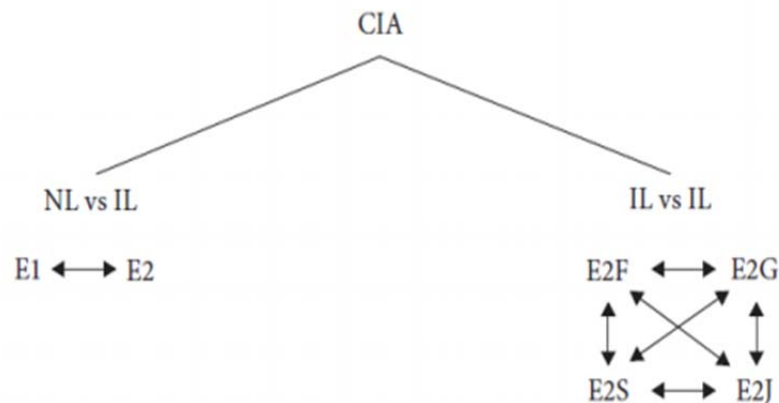 CIA
NL vs IL
IL vs IL
E1 E2
E2F E2G
E2S E2J